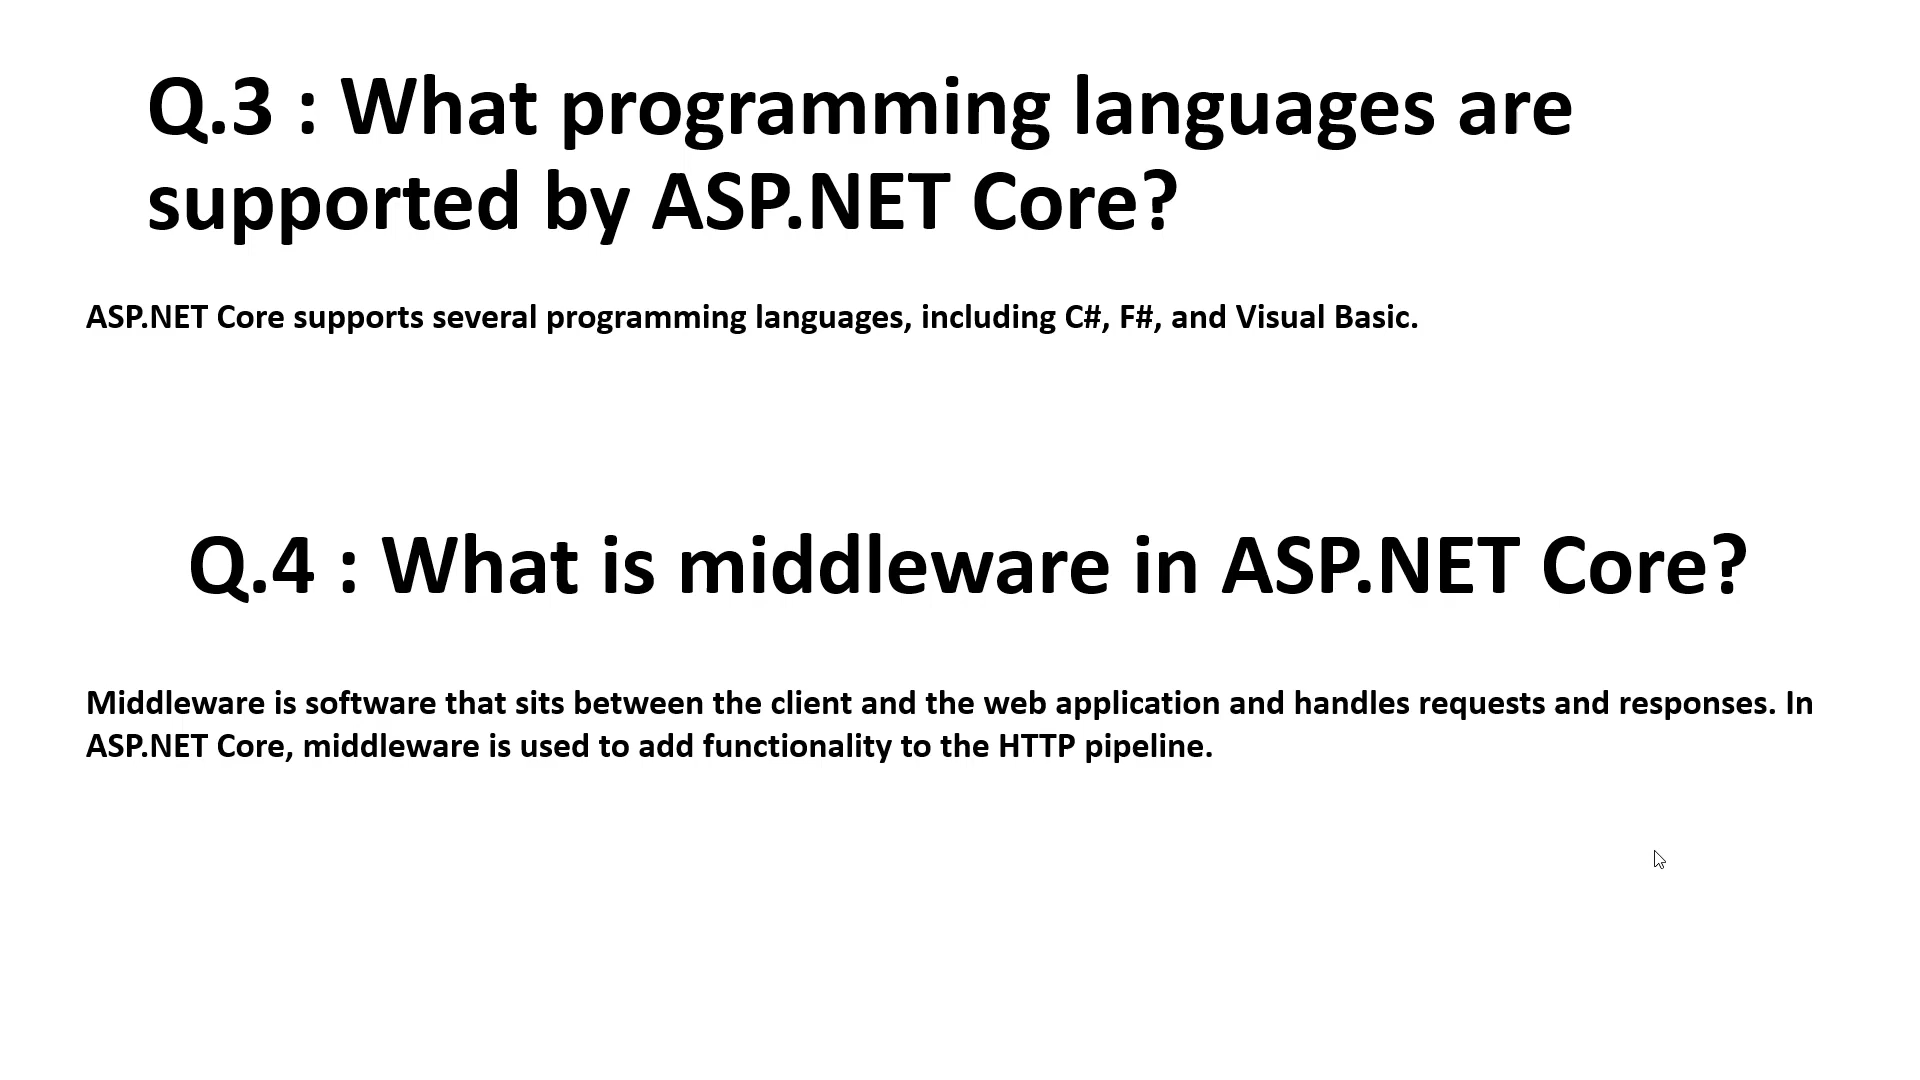 Q.3 : What programming languages are
supported by ASP.NET Core?
ASP.NET Core supports several programming languages, including C#, F#, and Visual Basic.
Q.4 : What is middleware in ASP.NET Core?
Middleware is software that sits between the client and the web application and handles requests and responses. In
ASP.NET Core, middleware is used to add functionality to the HTTP pipeline.